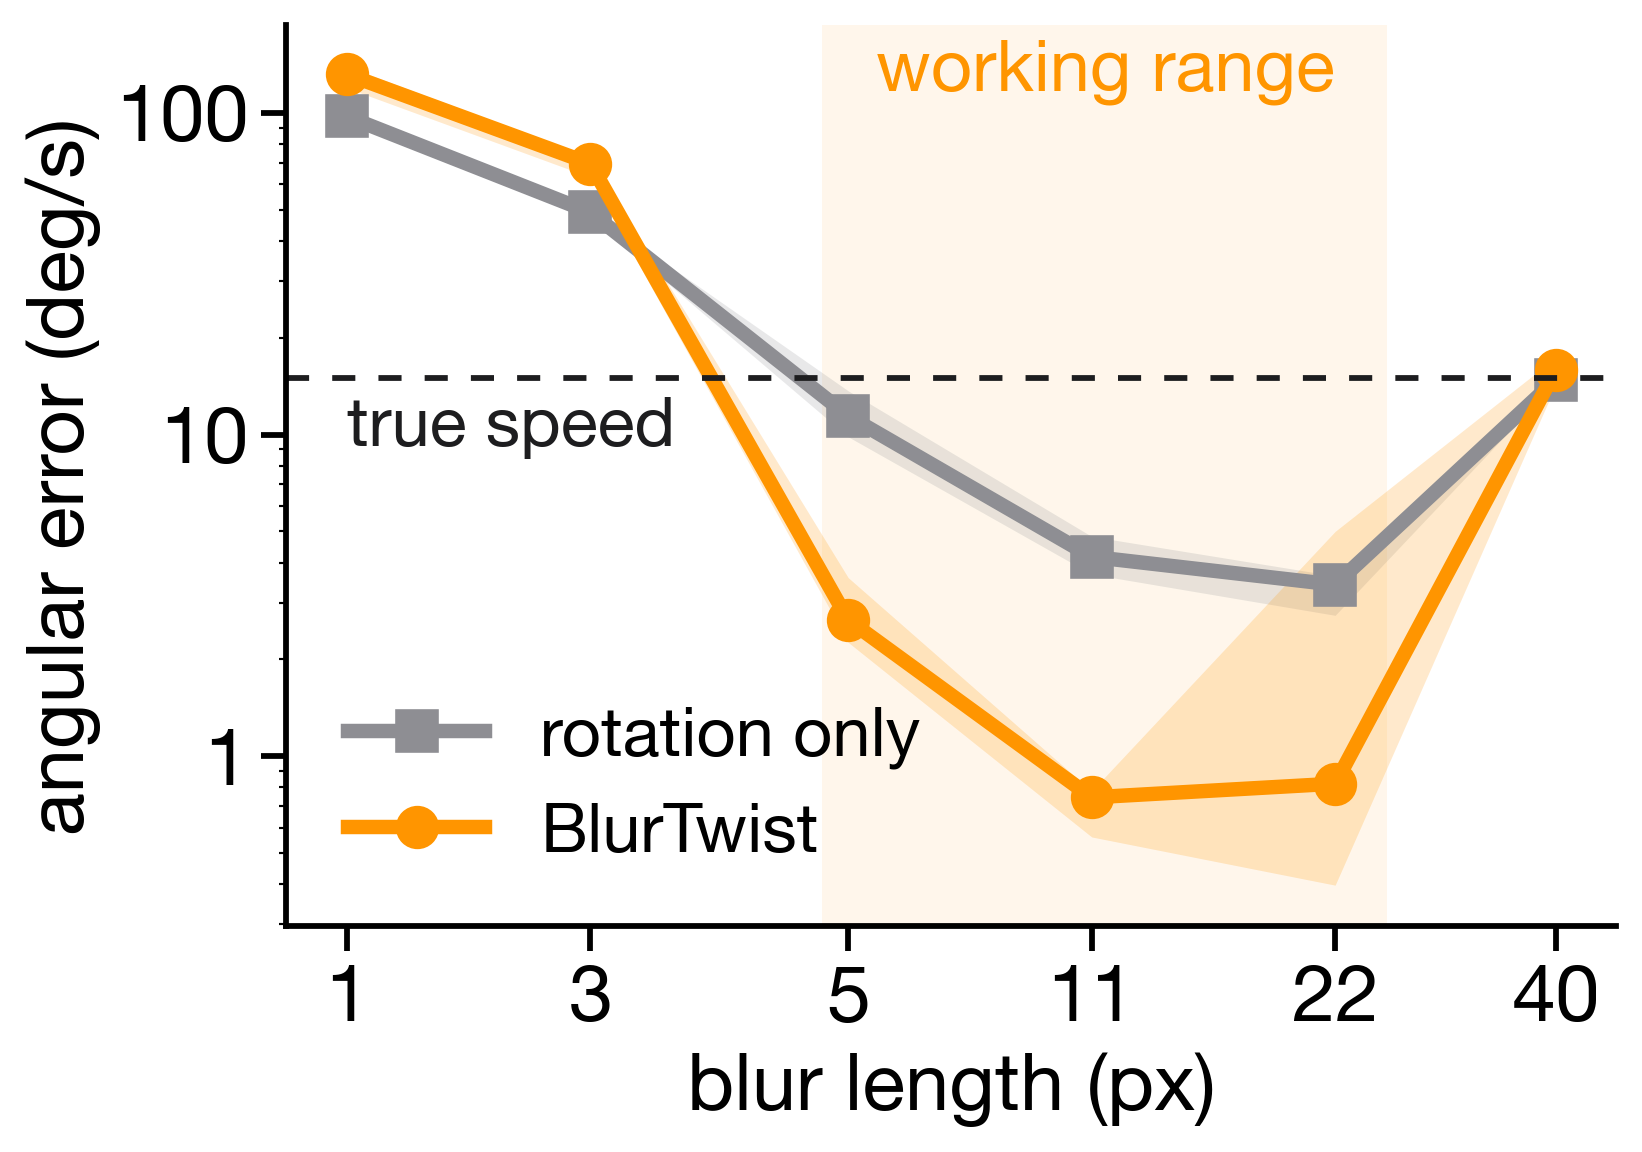 working range
100
10
1
angular error (deg/s)
true speed
rotation only
BlurTwist
1 3 5 11 22 40
blur length (px)